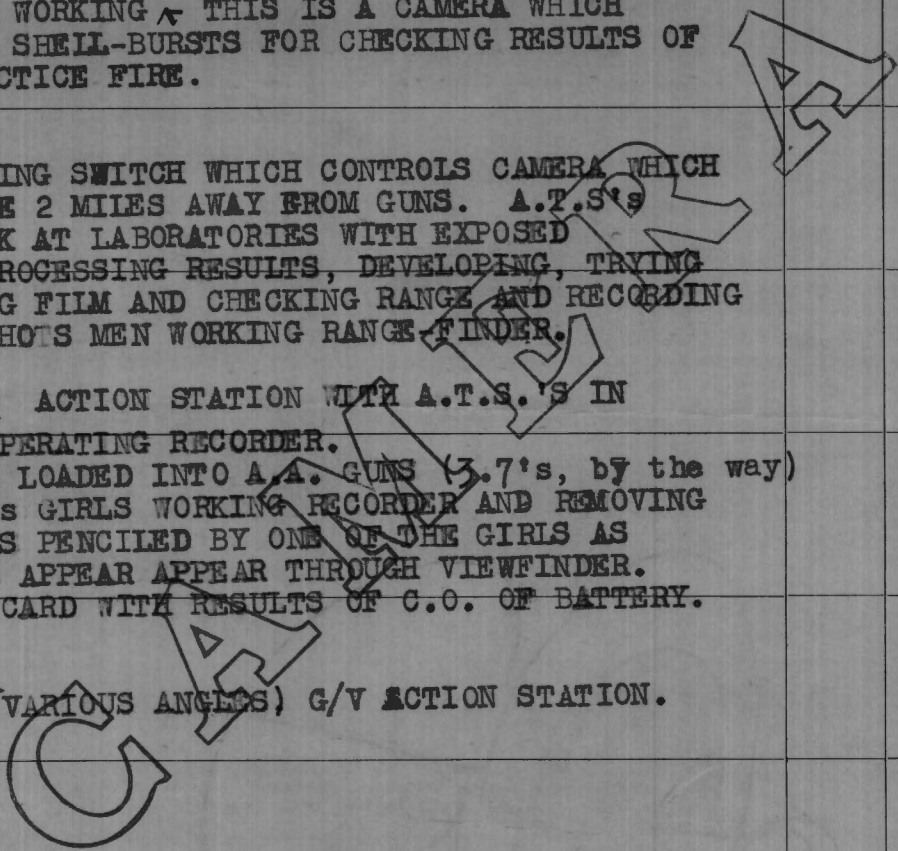 WORKING THIS IS A CAMERA WHICH
SHELL-BURSTS FOR CHECKING RESULTS OF
CTICE FIRE.
ING SWITCH WHICH CONTROLS CAMERA WHICH
E 2 MILES AWAY FROM GUNS. A.T.S's
K AT LABORATORIES WITH EXPOSED
ROCESSING RESULTS, DEVELOPING, TRYING
G FILM AND CHECKING RANGE AND RECORDING
HOTS MEN WORKING RANGE-FINDER.
ACTION STATION WITH A.T.S.'S IN
PERATING RECORDER.
LOADED INTO A.A. GUNS (3.7's, by the way)
s GIRLS WORKING RECORDER AND REMOVING
S PENCILED BY ONE OF THE GIRLS AS
APPEAR APPEAR THROUGH VIEWFINDER.
CARD WITH RESULTS OF C.O. OF BATTERY.
(VARIOUS ANGLES) G/V ACTION STATION.
CAMERA